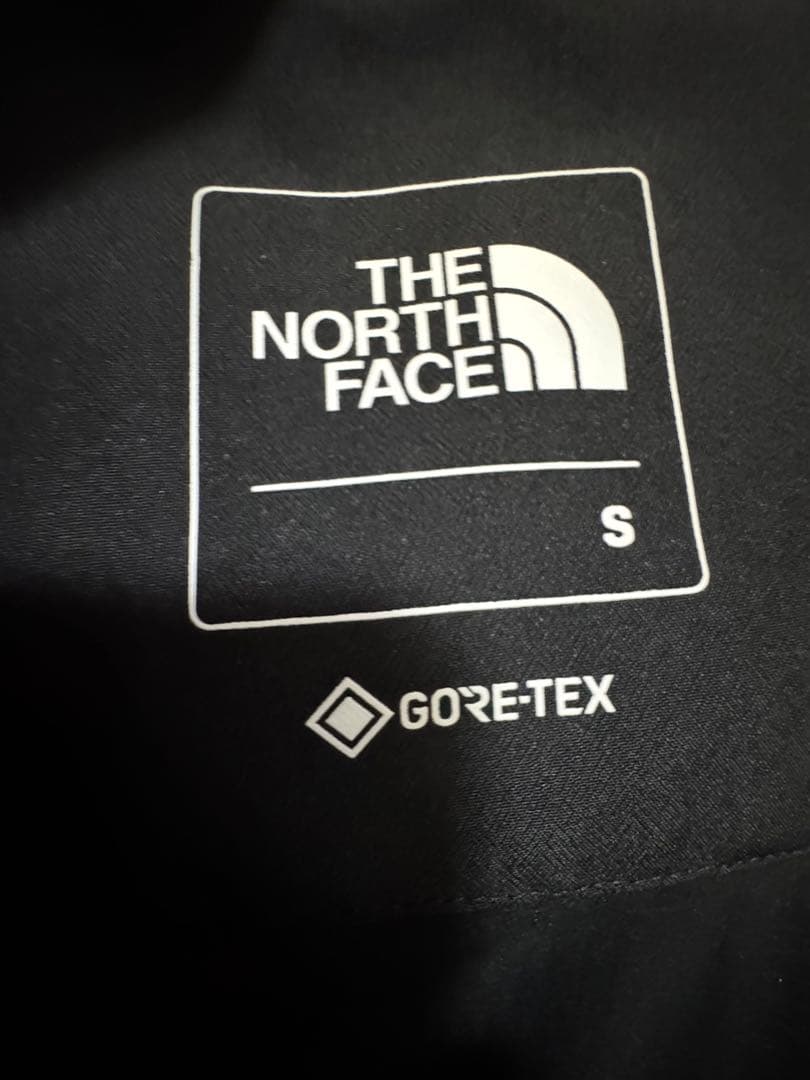 THE
NORTH
FACE
S
GORE-TEX